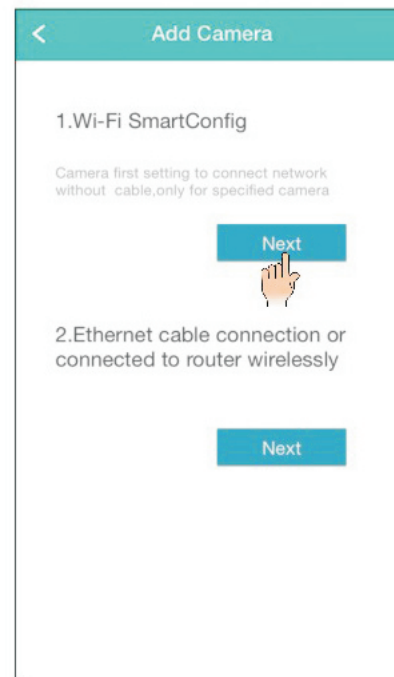 Add Camera
1.Wi-Fi SmartConfig
Camera first setting to connect network
without cable,only for specified camera
Next
2.Ethernet cable connection or
connected to router wirelessly
Next